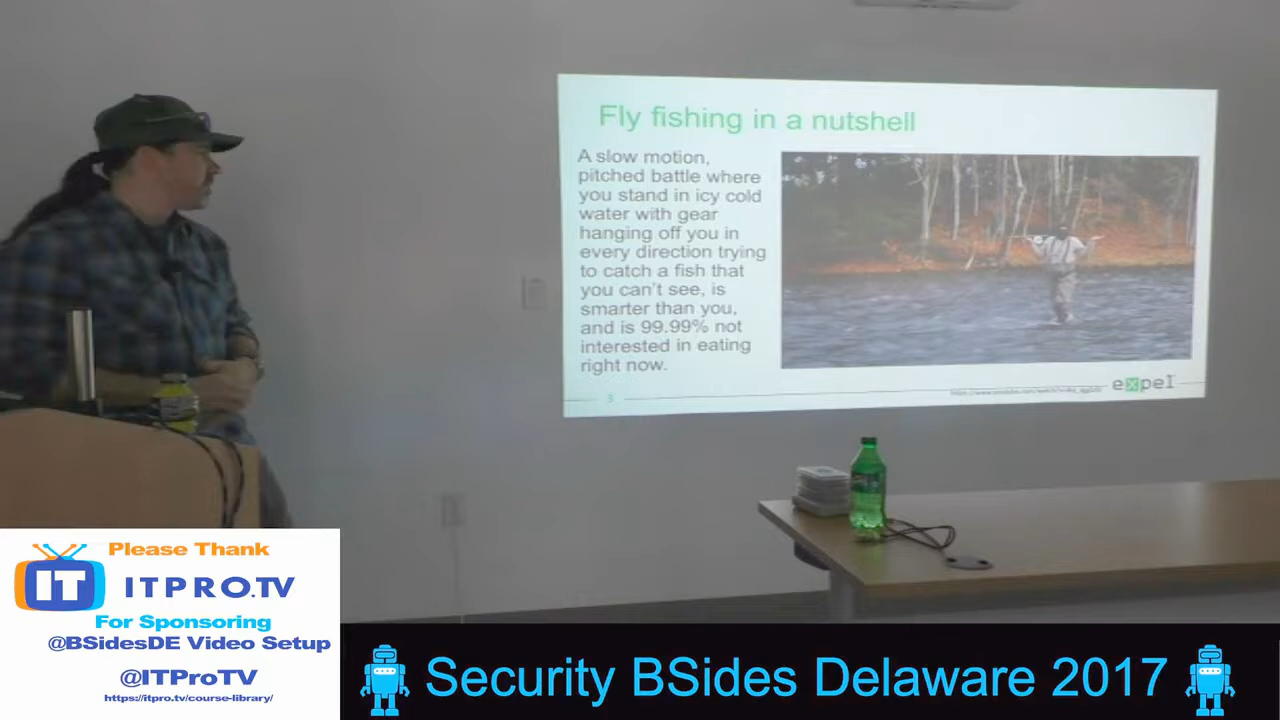 Fly fishing in a nutshell
A slow motion,
pitched battle where
you stand in icy cold
water with gear
hanging off you in
every direction trying
to catch a fish that
you can't see, is
smarter than you,
and is 99.99% not
interested in eating
right now.
3
expel
Please Thank
IT
ITPRO.TV
For Sponsoring
@BSidesDE Video Setup
@ITProTV
https://itpro.tv/course-library/
Security BSides Delaware 2017